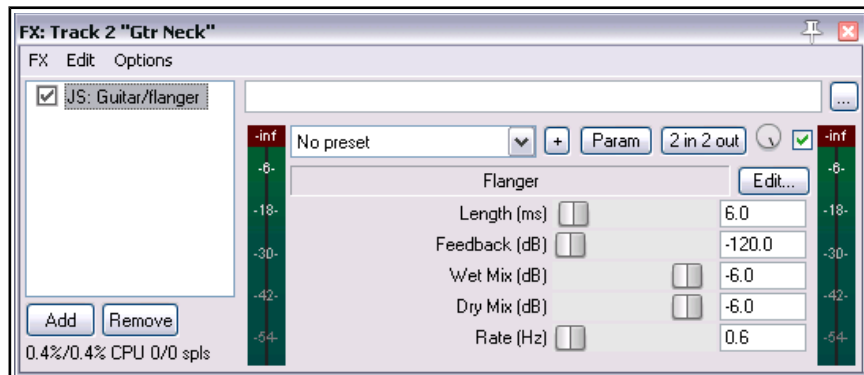 FX: Track 2 "Gtr Neck"
FX Edit Options
JS: Guitar/flanger
...
-inf No preset + Param 2 in 2 out -inf
-6- Flanger Edit... -6-
-18- Length (ms) 6.0 -18-
Feedback (dB) -120.0
-30- Wet Mix (dB) -6.0 -30-
-42- Dry Mix (dB) -6.0 -42-
-54- Rate (Hz) 0.6 -54-
Add Remove
0.4%/0.4% CPU 0/0 spls